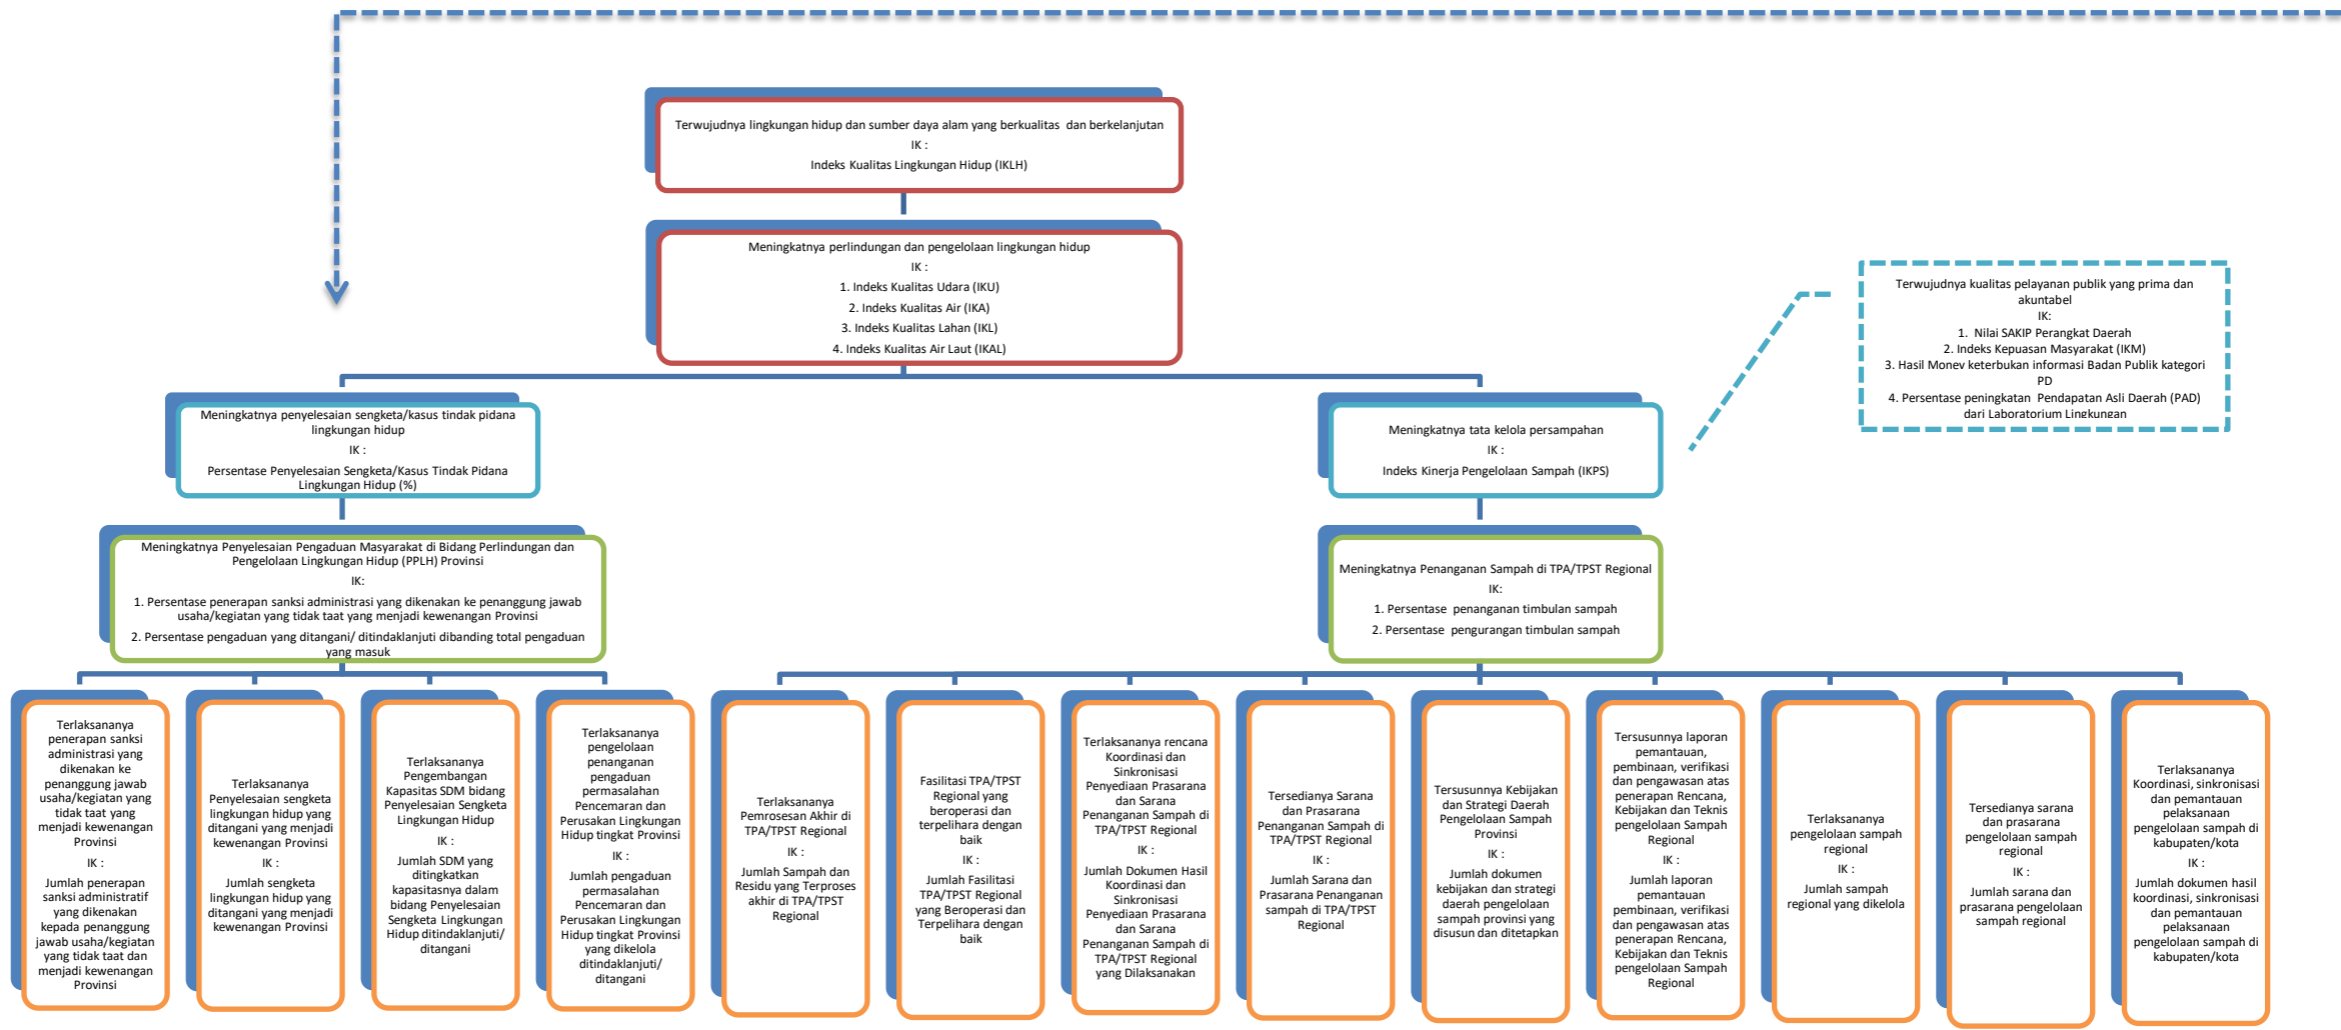 Terwujudnya lingkungan hidup dan sumber daya alam yang berkualitas dan berkelanjutan
IK :
Indeks Kualitas Lingkungan Hidup (IKLH)
Meningkatnya perlindungan dan pengelolaan lingkungan hidup
IK :
1. Indeks Kualitas Udara (IKU)
2. Indeks Kualitas Air (IKA)
3. Indeks Kualitas Lahan (IKL)
4. Indeks Kualitas Air Laut (IKAL)
Terwujudnya kualitas pelayanan publik yang prima dan
akuntabel
IK:
1. Nilai SAKIP Perangkat Daerah
2. Indeks Kepuasan Masyarakat (IKM)
3. Hasil Monev keterbukan informasi Badan Publik kategori
PD
4. Persentase peningkatan Pendapatan Asli Daerah (PAD)
dari Laboratorium Lingkungan
Meningkatnya penyelesaian sengketa/kasus tindak pidana
lingkungan hidup
IK :
Persentase Penyelesaian Sengketa/Kasus Tindak Pidana
Lingkungan Hidup (%)
Meningkatnya tata kelola persampahan
IK :
Indeks Kinerja Pengelolaan Sampah (IKPS)
Meningkatnya Penyelesaian Pengaduan Masyarakat di Bidang Perlindungan dan
Pengelolaan Lingkungan Hidup (PPLH) Provinsi
IK:
1. Persentase penerapan sanksi administrasi yang dikenakan ke penanggung jawab
usaha/kegiatan yang tidak taat yang menjadi kewenangan Provinsi
2. Persentase pengaduan yang ditangani/ ditindaklanjuti dibanding total pengaduan
yang masuk
Meningkatnya Penanganan Sampah di TPA/TPST Regional
IK:
1. Persentase penanganan timbulan sampah
2. Persentase pengurangan timbulan sampah
Terlaksananya
penerapan sanksi
administrasi yang
dikenakan ke
penanggung jawab
usaha/kegiatan yang
tidak taat yang
menjadi kewenangan
Provinsi
IK :
Jumlah penerapan
sanksi administratif
yang dikenakan
kepada penanggung
jawab usaha/kegiatan
yang tidak taat dan
menjadi kewenangan
Provinsi
Terlaksananya
Penyelesaian sengketa
lingkungan hidup yang
ditangani yang menjadi
kewenangan Provinsi
IK :
Jumlah sengketa
lingkungan hidup yang
ditangani yang menjadi
kewenangan Provinsi
Terlaksananya
Pengembangan
Kapasitas SDM bidang
Penyelesaian Sengketa
Lingkungan Hidup
IK :
Jumlah SDM yang
ditingkatkan
kapasitasnya dalam
bidang Penyelesaian
Sengketa Lingkungan
Hidup ditindaklanjuti/
ditangani
Terlaksananya
pengelolaan
penanganan
pengaduan
permasalahan
Pencemaran dan
Perusakan Lingkungan
Hidup tingkat Provinsi
IK :
Jumlah pengaduan
permasalahan
Pencemaran dan
Perusakan Lingkungan
Hidup tingkat Provinsi
yang dikelola
ditindaklanjuti/
ditangani
Terlaksananya
Pemrosesan Akhir di
TPA/TPST Regional
IK :
Jumlah Sampah dan
Residu yang Terproses
akhir di TPA/TPST
Regional
Fasilitasi TPA/TPST
Regional yang
beroperasi dan
terpelihara dengan
baik
IK :
Jumlah Fasilitasi
TPA/TPST Regional
yang Beroperasi dan
Terpelihara dengan
baik
Terlaksananya rencana
Koordinasi dan
Sinkronisasi
Penyediaan Prasarana
dan Sarana
Penanganan Sampah di
TPA/TPST Regional
IK :
Jumlah Dokumen Hasil
Koordinasi dan
Sinkronisasi
Penyediaan Prasarana
dan Sarana
Penanganan Sampah di
TPA/TPST Regional
yang Dilaksanakan
Tersedianya Sarana
dan Prasarana
Penanganan Sampah di
TPA/TPST Regional
IK :
Jumlah Sarana dan
Prasarana Penanganan
sampah di TPA/TPST
Regional
Tersusunnya Kebijakan
dan Strategi Daerah
Pengelolaan Sampah
Provinsi
IK :
Jumlah dokumen
kebijakan dan strategi
daerah pengelolaan
sampah provinsi yang
disusun dan ditetapkan
Tersusunnya laporan
pemantauan,
pembinaan, verifikasi
dan pengawasan atas
penerapan Rencana,
Kebijakan dan Teknis
pengelolaan Sampah
Regional
IK :
Jumlah laporan
pemantauan
pembinaan, verifikasi
dan pengawasan atas
penerapan Rencana,
Kebijakan dan Teknis
pengelolaan Sampah
Regional
Terlaksananya
pengelolaan sampah
regional
IK :
Jumlah sampah
regional yang dikelola
Tersedianya sarana
dan prasarana
pengelolaan sampah
regional
IK :
Jumlah sarana dan
prasarana pengelolaan
sampah regional
Terlaksananya
Koordinasi, sinkronisasi
dan pemantauan
pelaksanaan
pengelolaan sampah di
kabupaten/kota
IK :
Jumlah dokumen hasil
koordinasi, sinkronisasi
dan pemantauan
pelaksanaan
pengelolaan sampah di
kabupaten/kota